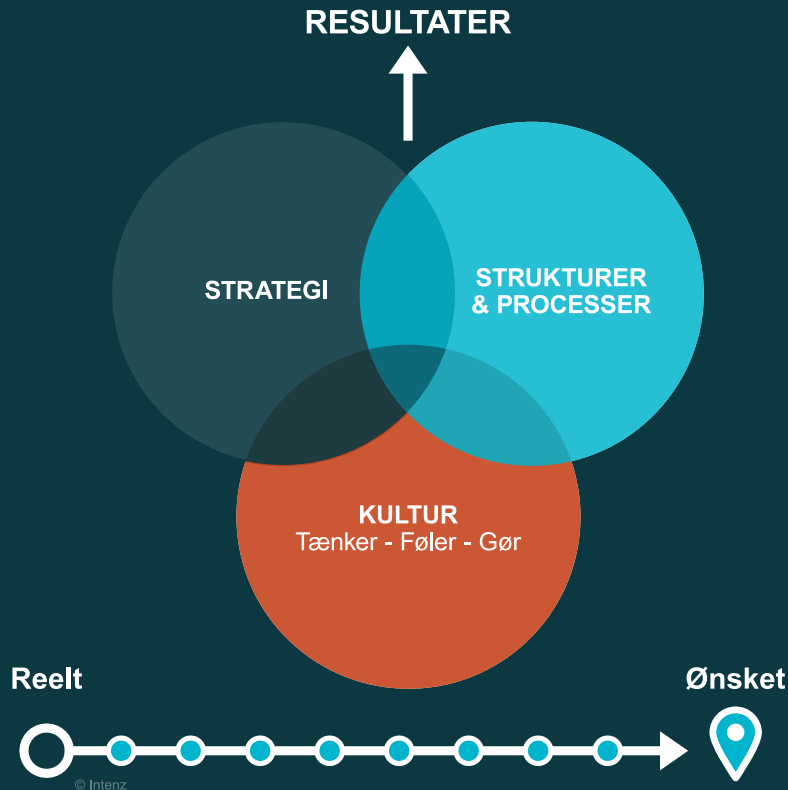 RESULTATER
STRATEGI
STRUKTURER
& PROCESSER
KULTUR
Tænker - Føler - Gør
Reelt
Ønsket
© Intenz